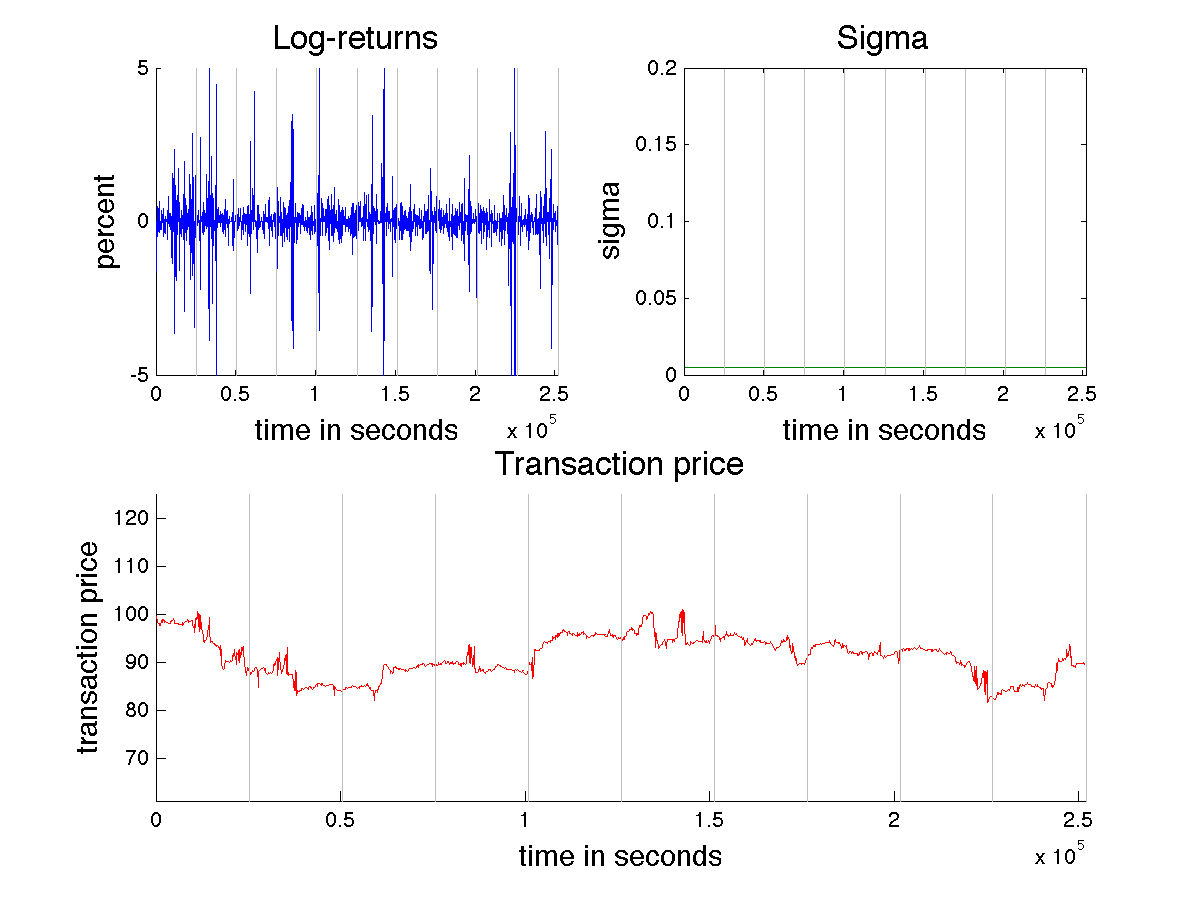 Log-returns
Sigma
5
0
-5
percent
0 0.5 1 1.5 2 2.5
x 10^5
time in seconds
0.2
0.15
0.1
0.05
0
sigma
0 0.5 1 1.5 2 2.5
x 10^5
time in seconds
Transaction price
120
110
100
90
80
70
transaction price
0 0.5 1 1.5 2 2.5
x 10^5
time in seconds